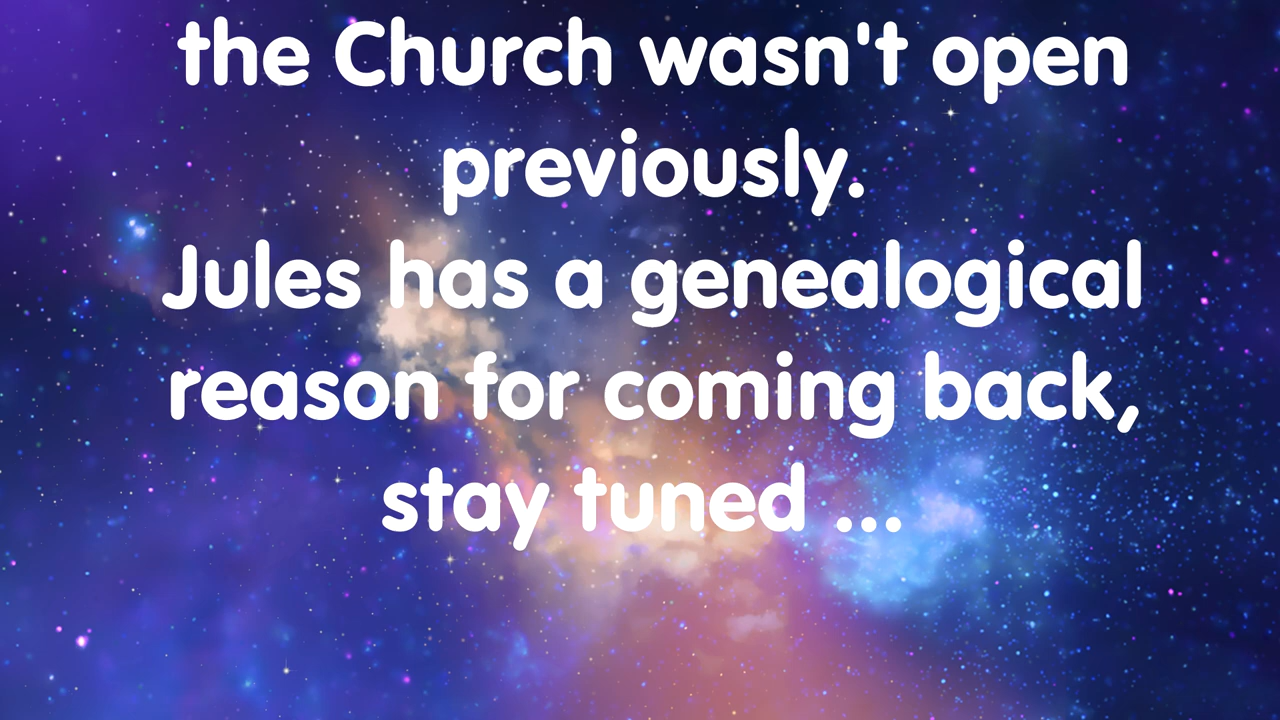 the Church wasn't open
previously.
Jules has a genealogical
reason for coming back,
stay tuned ...